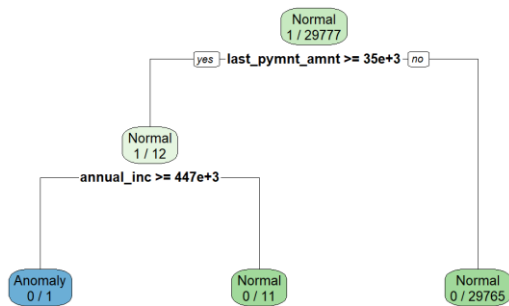 Normal
1 / 29777
yes last_pymnt_amnt >= 35e+3 no
Normal
1 / 12
annual_inc >= 447e+3
Anomaly
0 / 1
Normal
0 / 11
Normal
0 / 29765